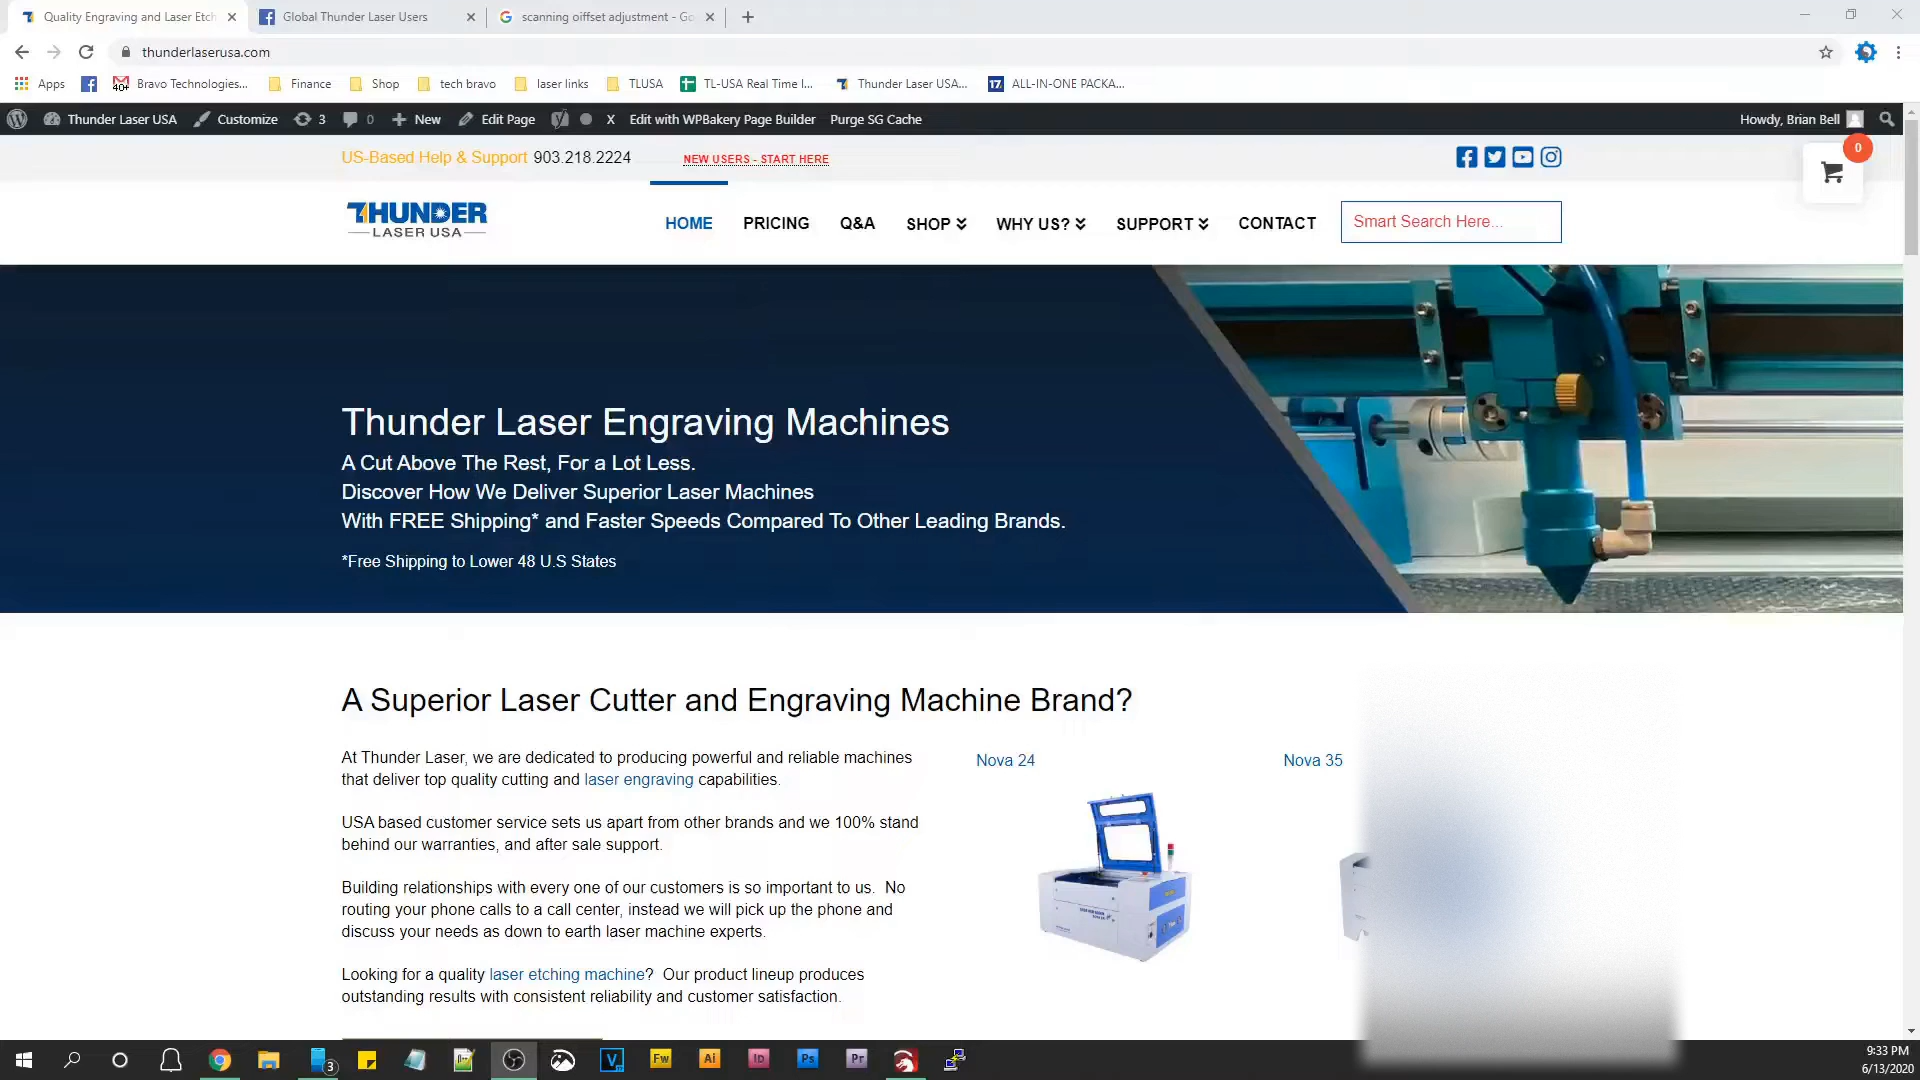 Quality Engraving and Laser Etch
Global Thunder Laser Users
scanning oiffset adjustment - Go
thunderlaserusa.com
Apps
40+
Bravo Technologies...
Finance
Shop
tech bravo
laser links
TLUSA
TL-USA Real Time I...
Thunder Laser USA...
17
ALL-IN-ONE PACKA...
Thunder Laser USA
Customize
3
0
New
Edit Page
X
Edit with WPBakery Page Builder
Purge SG Cache
Howdy, Brian Bell
US-Based Help & Support 903.218.2224
NEW USERS - START HERE
0
THUNDER
LASER USA
HOME
PRICING
Q&A
SHOP
WHY US?
SUPPORT
CONTACT
Smart Search Here...
Thunder Laser Engraving Machines
A Cut Above The Rest, For a Lot Less.
Discover How We Deliver Superior Laser Machines
With FREE Shipping* and Faster Speeds Compared To Other Leading Brands.
*Free Shipping to Lower 48 U.S States
A Superior Laser Cutter and Engraving Machine Brand?
At Thunder Laser, we are dedicated to producing powerful and reliable machines
that deliver top quality cutting and laser engraving capabilities.
USA based customer service sets us apart from other brands and we 100% stand
behind our warranties, and after sale support.
Building relationships with every one of our customers is so important to us.  No
routing your phone calls to a call center, instead we will pick up the phone and
discuss your needs as down to earth laser machine experts.
Looking for a quality laser etching machine?  Our product lineup produces
outstanding results with consistent reliability and customer satisfaction.
Nova 24
Nova 35
3
Fw
Ai
Id
Ps
Pr
9:33 PM
6/13/2020